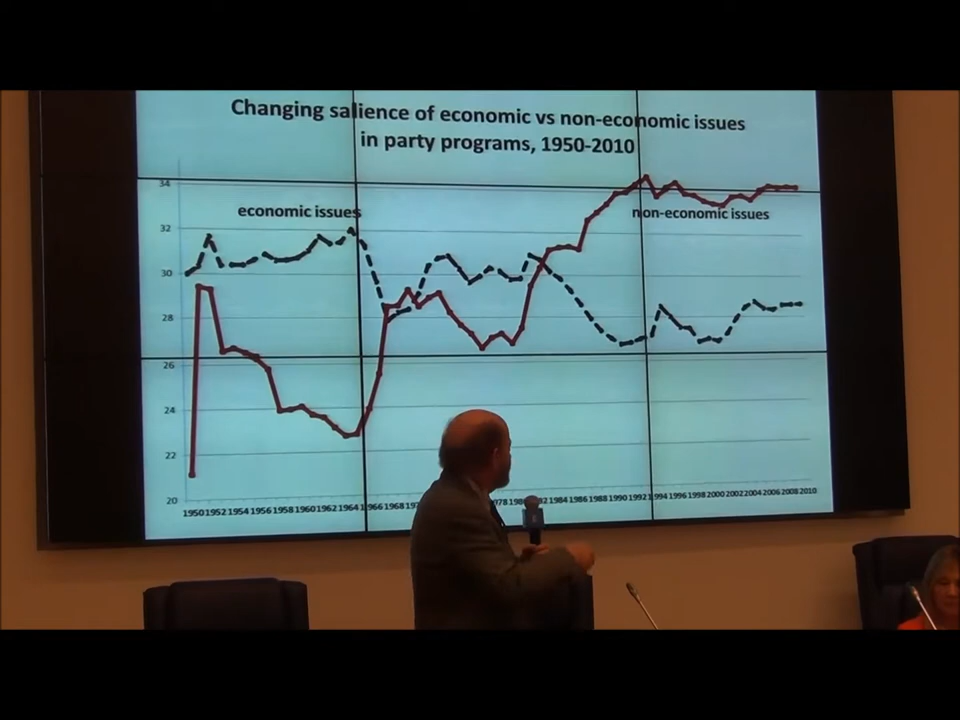 Changing salience of economic vs non-economic issues
in party programs, 1950-2010
34
economic issues
non-economic issues
32
30
28
26
24
22
20
1950 1952 1954 1956 1958 1960 1962 1964 1966 1968 1984 1986 1988 1990 1992 1994 1996 1998 2000 2002 2004 2006 2008 2010